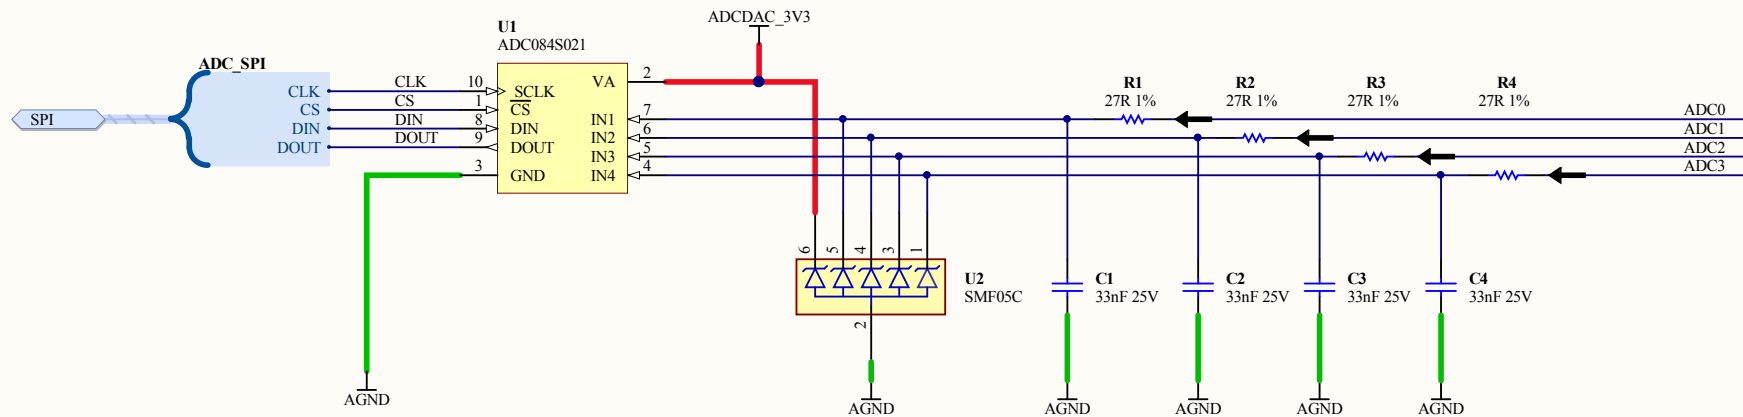 ADCDAC_3V3
U1
ADC084S021
ADC_SPI
SPI
CLK
CS
DIN
DOUT
CLK
CS
DIN
DOUT
10
1
8
9
3
SCLK
CS
DIN
DOUT
GND
VA
IN1
IN2
IN3
IN4
2
7
6
5
4
R1
27R 1%
R2
27R 1%
R3
27R 1%
R4
27R 1%
ADC0
ADC1
ADC2
ADC3
6
5
4
3
1
2
U2
SMF05C
C1
33nF 25V
C2
33nF 25V
C3
33nF 25V
C4
33nF 25V
AGND
AGND
AGND
AGND
AGND
AGND